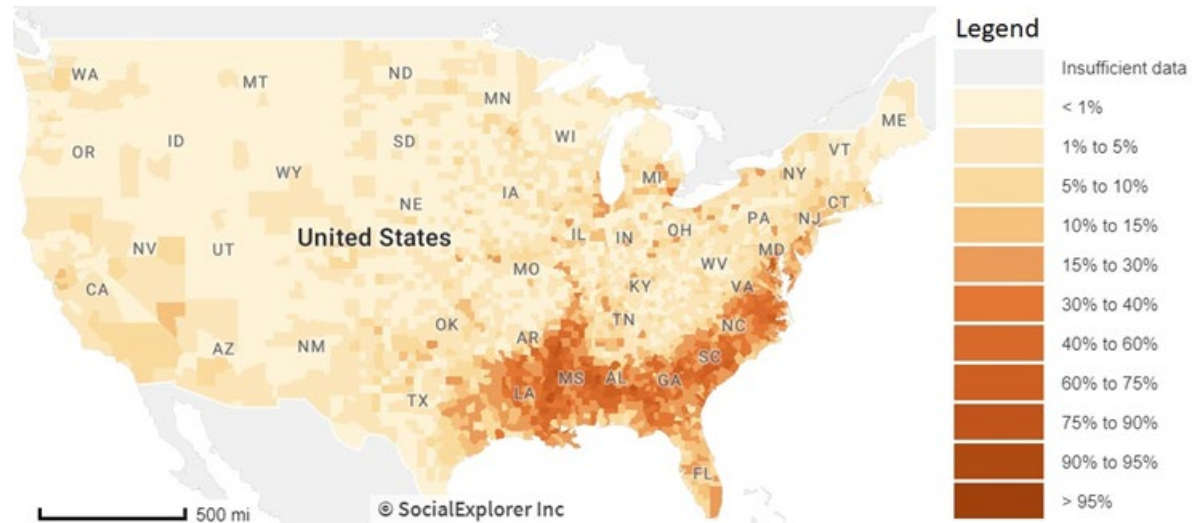 Legend
Insufficient data
< 1%
1% to 5%
5% to 10%
10% to 15%
15% to 30%
30% to 40%
40% to 60%
60% to 75%
75% to 90%
90% to 95%
> 95%
WA
MT
ND
MN
ME
OR
ID
SD
WI
VT
WY
MI
NY
NE
IA
CT
NV
UT
United States
IL
IN
OH
PA
NJ
CA
MO
WV
MD
KY
VA
AZ
NM
OK
AR
TN
NC
SC
TX
LA
MS
AL
GA
FL
500 mi
© SocialExplorer Inc